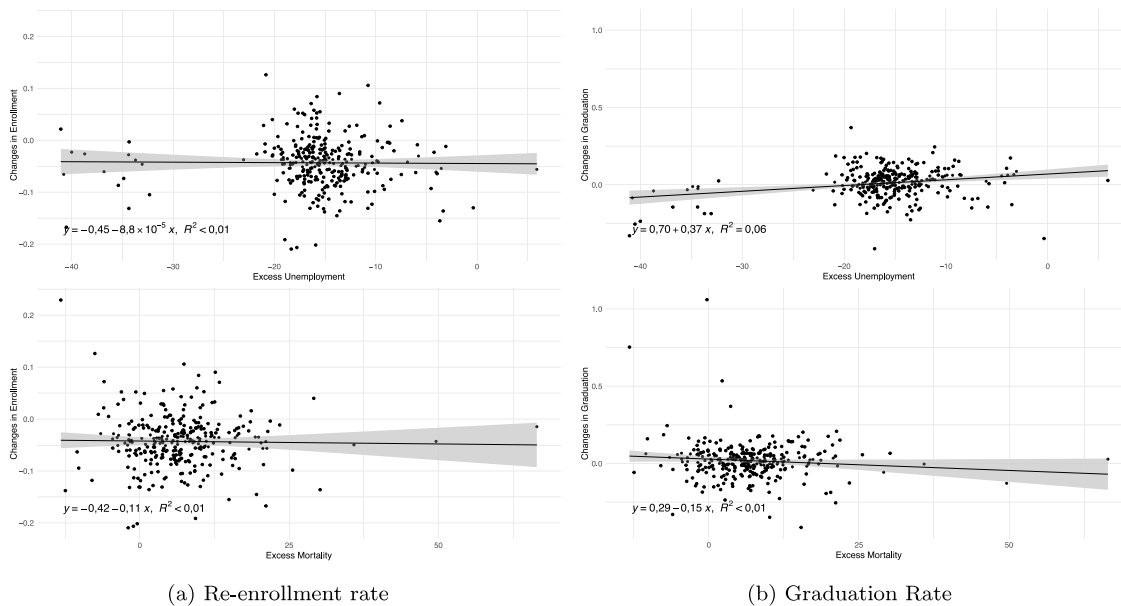 0.2
0.1
0.0
−0.1
−0.2
Changes in Enrollment
y = −0,45 − 8,8 × 10⁻⁵ x, R² < 0,01
−40 −30 −20 −10 0
Excess Unemployment
1.0
0.5
0.0
Changes in Graduation
y = 0,70 + 0,37 x, R² = 0,06
−40 −30 −20 −10 0
Excess Unemployment
0.2
0.1
0.0
−0.1
−0.2
Changes in Enrollment
y = −0,42 − 0,11 x, R² < 0,01
0 25 50
Excess Mortality
1.0
0.5
0.0
Changes in Graduation
y = 0,29 − 0,15 x, R² < 0,01
0 25 50
Excess Mortality
(a) Re-enrollment rate
(b) Graduation Rate